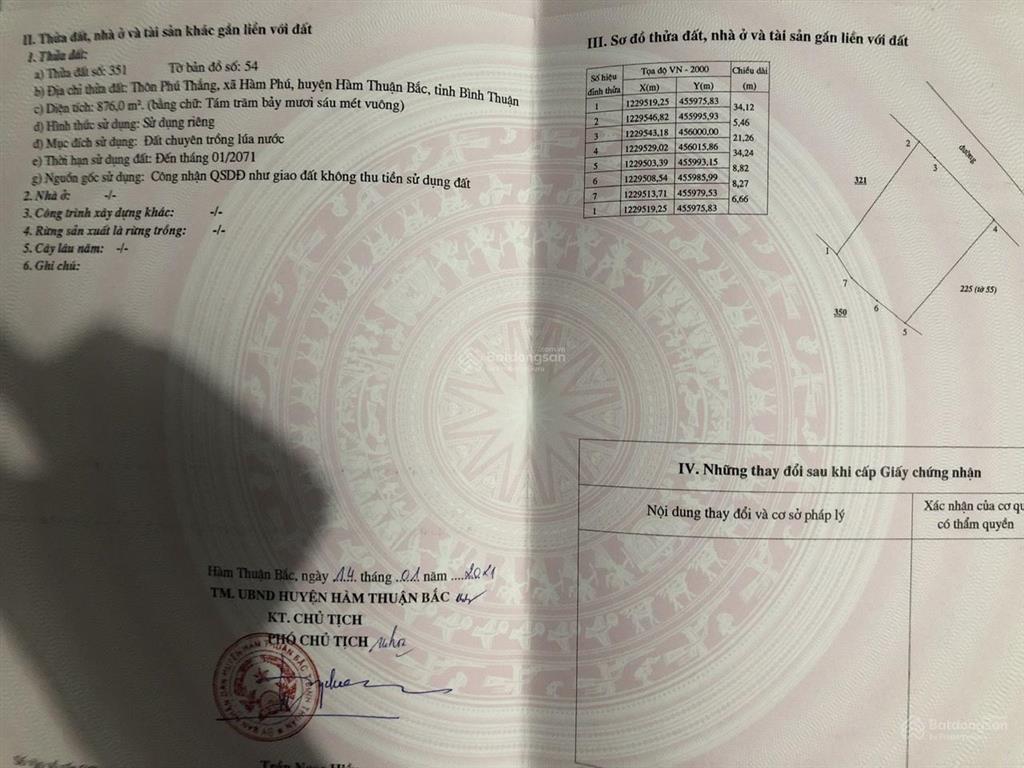 II. Thửa đất, nhà ở và tài sản khác gắn liền với đất
1. Thửa đất:
a) Thửa đất số: 351 Tờ bản đồ số: 54
b) Địa chỉ thửa đất: Thôn Phú Thắng, xã Hàm Phú, huyện Hàm Thuận Bắc, tỉnh Bình Thuận
c) Diện tích: 876,0 m². (bằng chữ: Tám trăm bảy mươi sáu mét vuông)
d) Hình thức sử dụng: Sử dụng riêng
đ) Mục đích sử dụng: Đất chuyên trồng lúa nước
e) Thời hạn sử dụng đất: Đến tháng 01/2071
g) Nguồn gốc sử dụng: Công nhận QSDĐ như giao đất không thu tiền sử dụng đất
2. Nhà ở: -/-
3. Công trình xây dựng khác: -/-
4. Rừng sản xuất là rừng trồng: -/-
5. Cây lâu năm: -/-
6. Ghi chú:
Hàm Thuận Bắc, ngày 14 tháng 01 năm 2021
TM. UBND HUYỆN HÀM THUẬN BẮC
KT. CHỦ TỊCH
PHÓ CHỦ TỊCH
III. Sơ đồ thửa đất, nhà ở và tài sản gắn liền với đất
Số hiệu đỉnh thửa Tọa độ VN - 2000 Chiều dài (m)
X(m) Y(m)
1 1229519,25 455975,83
34,12
2 1229546,82 455995,93
5,46
3 1229543,18 456000,00
21,26
4 1229529,02 456015,86
34,24
5 1229503,39 455993,15
8,82
6 1229508,54 455985,99
8,27
7 1229513,71 455979,53
6,66
1 1229519,25 455975,83
2
đường
3
321
4
1
7
225 (tờ 55)
350
6
5
IV. Những thay đổi sau khi cấp Giấy chứng nhận
Nội dung thay đổi và cơ sở pháp lý
Xác nhận của cơ qu
có thẩm quyền
Batdongsan
.com.vn
Batdongsan